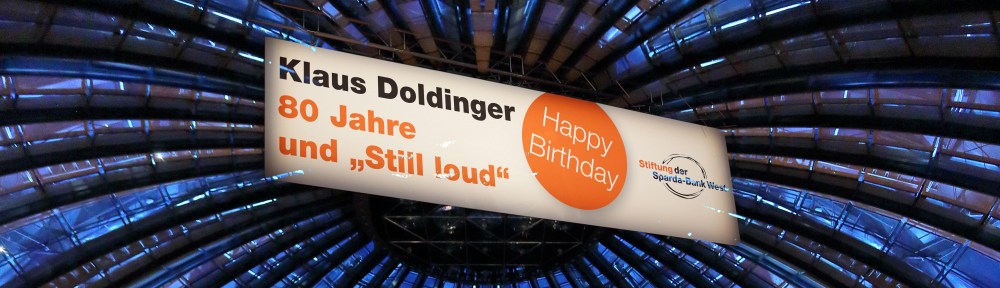 Klaus Doldinger
80 Jahre
und „Still loud“
Happy
Birthday
Stiftung der
Sparda-Bank West